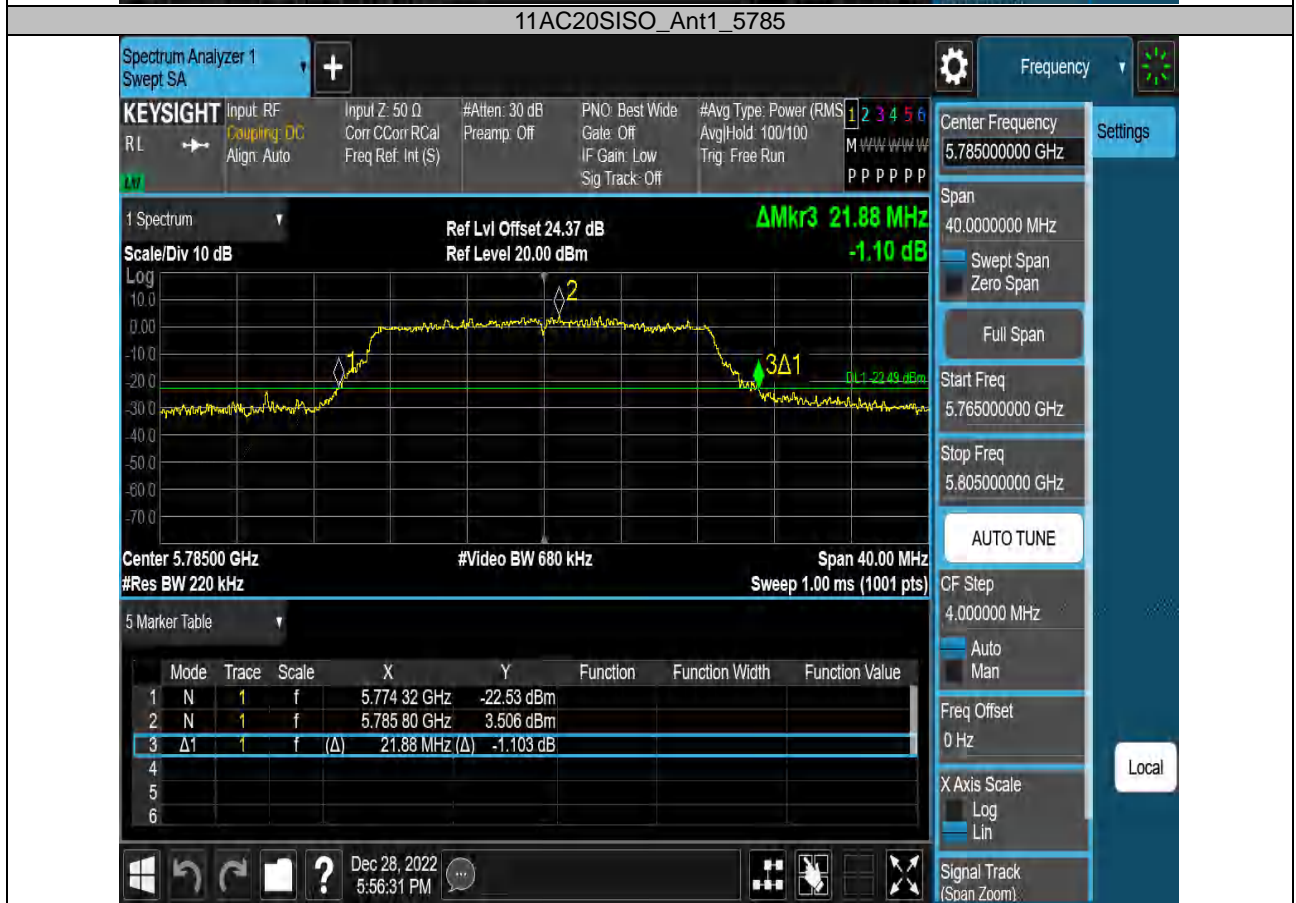 11AC20SISO_Ant1_5785
Spectrum Analyzer 1
Swept SA
+
Frequency
KEYSIGHT
RL
Input: RF
Coupling: DC
Align: Auto
Input Z: 50 Ω
Corr CCorr RCal
Freq Ref: Int (S)
#Atten: 30 dB
Preamp: Off
PNO: Best Wide
Gate: Off
IF Gain: Low
Sig Track: Off
#Avg Type: Power (RMS
Avg|Hold: 100/100
Trig: Free Run
1 2 3 4 5 6
M W W W W W
P P P P P P
Center Frequency
5.785000000 GHz
Settings
Span
40.0000000 MHz
Swept Span
Zero Span
Full Span
Start Freq
5.765000000 GHz
Stop Freq
5.805000000 GHz
AUTO TUNE
CF Step
4.000000 MHz
Auto
Man
Freq Offset
0 Hz
X Axis Scale
Log
Lin
Signal Track
(Span Zoom)
Local
1 Spectrum
Scale/Div 10 dB
Ref Lvl Offset 24.37 dB
Ref Level 20.00 dBm
ΔMkr3 21.88 MHz
-1.10 dB
Log
10.0
0.00
-10.0
-20.0
-30.0
-40.0
-50.0
-60.0
-70.0
1
2
3Δ1
DL1 -22.49 dBm
Center 5.78500 GHz
#Video BW 680 kHz
Span 40.00 MHz
#Res BW 220 kHz
Sweep 1.00 ms (1001 pts)
5 Marker Table
Mode Trace Scale X Y Function Function Width Function Value
1 N 1 f 5.774 32 GHz -22.53 dBm
2 N 1 f 5.785 80 GHz 3.506 dBm
3 Δ1 1 f (Δ) 21.88 MHz (Δ) -1.103 dB
4
5
6
?
Dec 28, 2022
5:56:31 PM